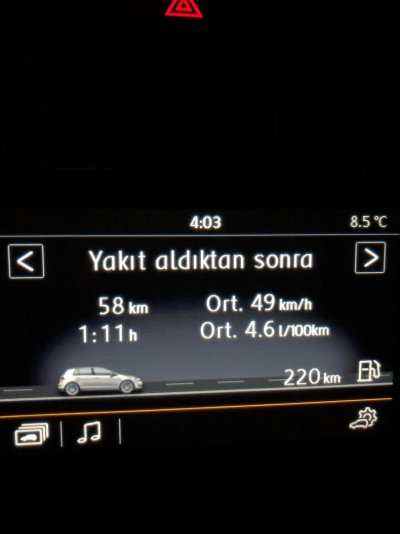 4:03 8.5 °C
< Yakıt aldıktan sonra >
58 km Ort. 49 km/h
1:11 h Ort. 4.6 l/100km
220 km